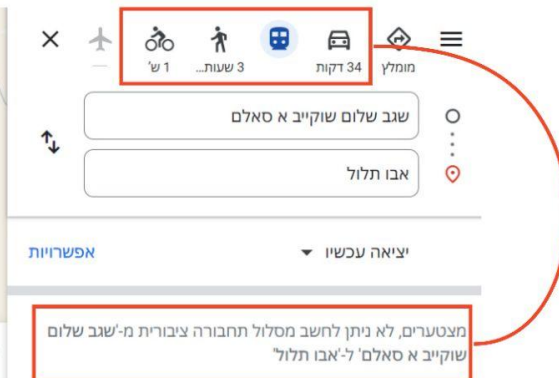 מומלץ
34 דקות
3 שעות...
1 ש'
שגב שלום שוקייב א סאלם
אבו תלול
יציאה עכשיו
אפשרויות
מצטערים, לא ניתן לחשב מסלול תחבורה ציבורית מ-'שגב שלום
שוקייב א סאלם' ל-'אבו תלול'